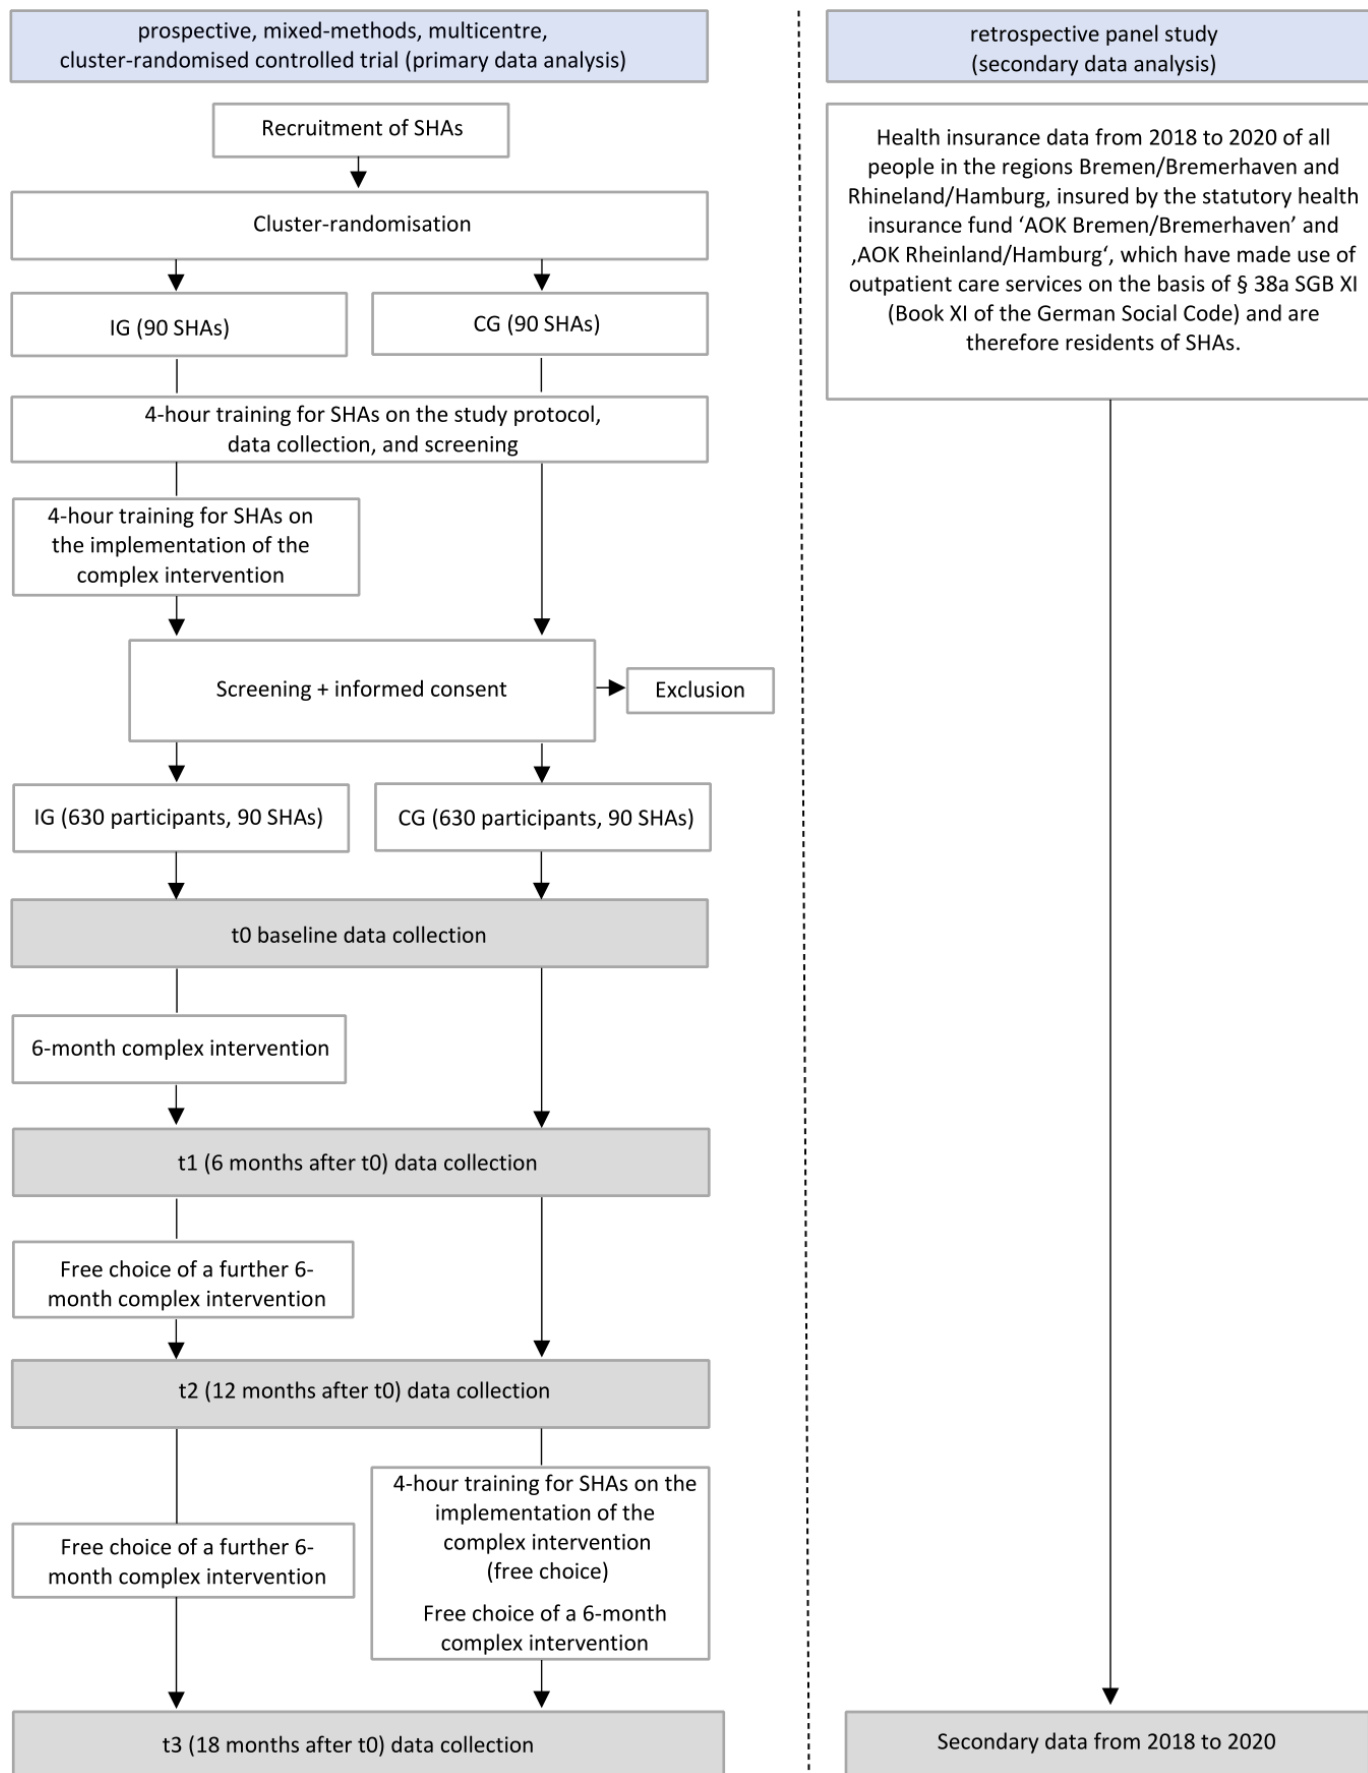 prospective, mixed-methods, multicentre,
cluster-randomised controlled trial (primary data analysis)
Recruitment of SHAs
Cluster-randomisation
IG (90 SHAs)
CG (90 SHAs)
4-hour training for SHAs on the study protocol,
data collection, and screening
4-hour training for SHAs on
the implementation of the
complex intervention
Screening + informed consent
Exclusion
IG (630 participants, 90 SHAs)
CG (630 participants, 90 SHAs)
t0 baseline data collection
6-month complex intervention
t1 (6 months after t0) data collection
Free choice of a further 6-
month complex intervention
t2 (12 months after t0) data collection
Free choice of a further 6-
month complex intervention
4-hour training for SHAs on the
implementation of the
complex intervention
(free choice)
Free choice of a 6-month
complex intervention
t3 (18 months after t0) data collection
retrospective panel study
(secondary data analysis)
Health insurance data from 2018 to 2020 of all
people in the regions Bremen/Bremerhaven and
Rhineland/Hamburg, insured by the statutory health
insurance fund ‘AOK Bremen/Bremerhaven’ and
‚AOK Rheinland/Hamburg‘, which have made use of
outpatient care services on the basis of § 38a SGB XI
(Book XI of the German Social Code) and are
therefore residents of SHAs.
Secondary data from 2018 to 2020